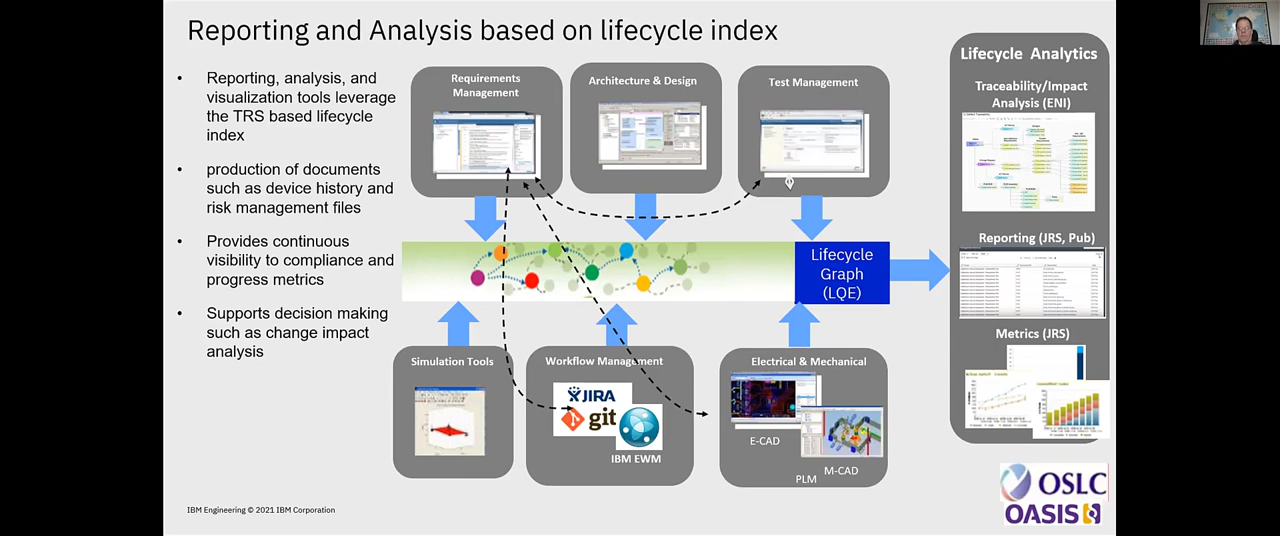 Reporting and Analysis based on lifecycle index
• Reporting, analysis, and
visualization tools leverage
the TRS based lifecycle
index
• production of documents
such as device history and
risk management files
• Provides continuous
visibility to compliance and
progress metrics
• Supports decision making
such as change impact
analysis
Requirements
Management
Architecture & Design
Test Management
Lifecycle
Graph
(LQE)
Simulation Tools
Workflow Management
JIRA
git
IBM EWM
Electrical & Mechanical
E-CAD
M-CAD
PLM
Lifecycle Analytics
Traceability/Impact
Analysis (ENI)
Reporting (JRS, Pub)
Metrics (JRS)
OSLC
OASIS
IBM Engineering © 2021 IBM Corporation